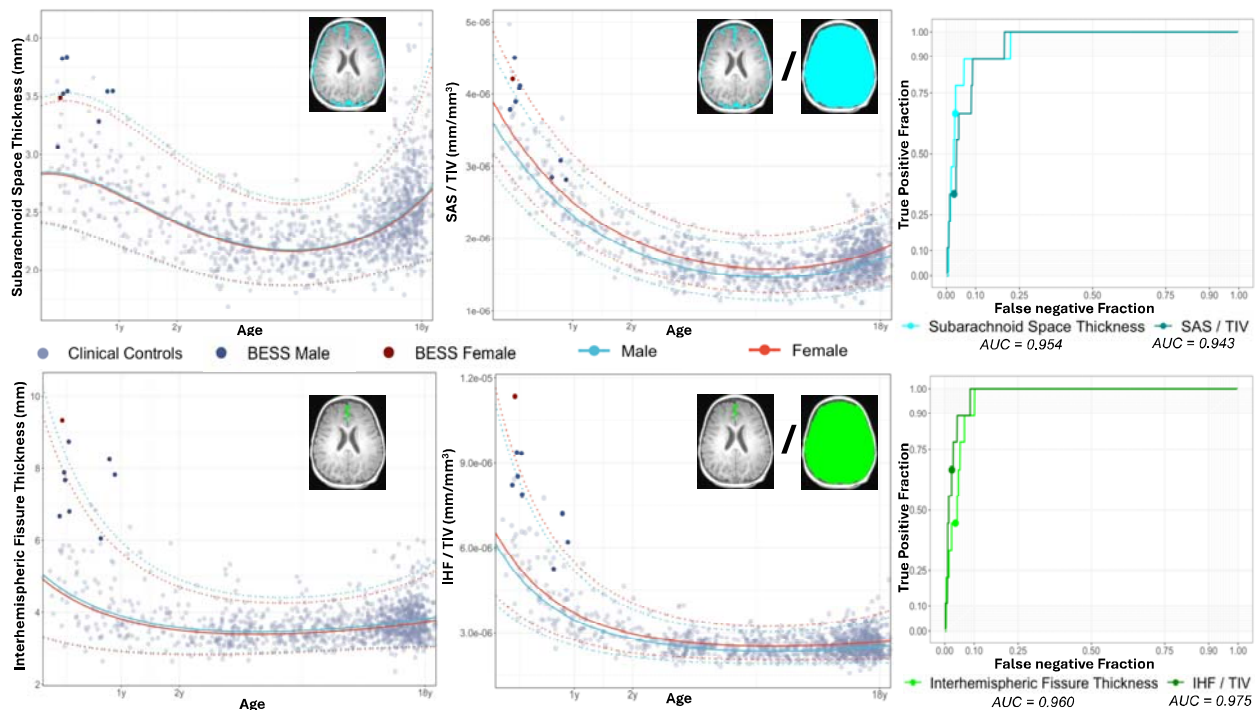 Subarachnoid Space Thickness (mm)
4.0
3.5
3.0
2.5
2.0
1y
2y
18y
Age
SAS / TIV (mm/mm³)
5e-06
4e-06
3e-06
2e-06
1e-06
/
1y
2y
18y
Age
True Positive Fraction
1.00
0.90
0.75
0.50
0.25
0.10
0.00
0.00
0.10
0.25
0.50
0.75
0.90
1.00
False negative Fraction
Subarachnoid Space Thickness
SAS / TIV
AUC = 0.954
AUC = 0.943
Clinical Controls
BESS Male
BESS Female
Male
Female
Interhemispheric Fissure Thickness (mm)
10
8
6
4
2
1y
2y
18y
Age
IHF / TIV (mm/mm³)
1.2e-05
9.0e-06
6.0e-06
3.0e-06
/
1y
2y
18y
Age
True Positive Fraction
1.00
0.90
0.75
0.50
0.25
0.10
0.00
0.00
0.10
0.25
0.50
0.75
0.90
1.00
False negative Fraction
Interhemispheric Fissure Thickness
IHF / TIV
AUC = 0.960
AUC = 0.975